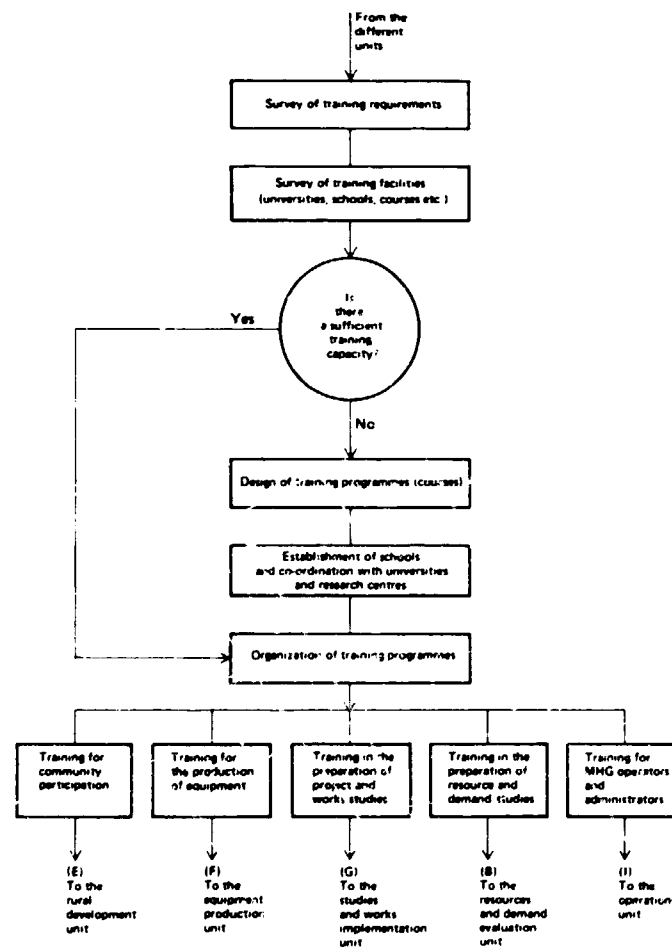 From the
different
units
Survey of training requirements
Survey of training facilities
(universities, schools, courses etc.)
Is
there
a sufficient
training
capacity?
Yes
No
Design of training programmes (courses)
Establishment of schools
and co-ordination with universities
and research centres
Organization of training programmes
Training for
community
participation
Training for
the production
of equipment
Training in the
preparation of
project and
works studies
Training in the
preparation of
resource and
demand studies
Training for
MHG operators
and
administrators
(E)
To the
rural
development
unit
(F)
To the
equipment
production
unit
(G)
To the
studies
and works
implementation
unit
(B)
To the
resources
and demand
evaluation
unit
(I)
To the
operation
unit